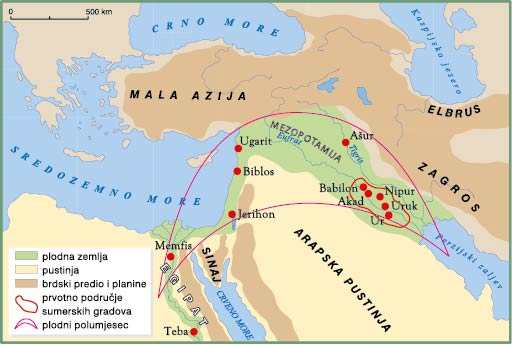 0 500 km
CRNO MORE
Kaspijsko jezero
MALA AZIJA
ELBRUS
MEZOPOTAMIJA
Eufrat
Tigris
Ašur
Ugarit
ZAGROS
SREDOZEMNO MORE
Biblos
Babilon
Nipur
Akad
Uruk
Ur
Jerihon
Perzijski zaljev
ARAPSKA PUSTINJA
Memfis
SINAJ
EGIPAT
CRVENO MORE
Teba
plodna zemlja
pustinja
brdski predio i planine
prvotno područje
sumerskih gradova
plodni polumjesec